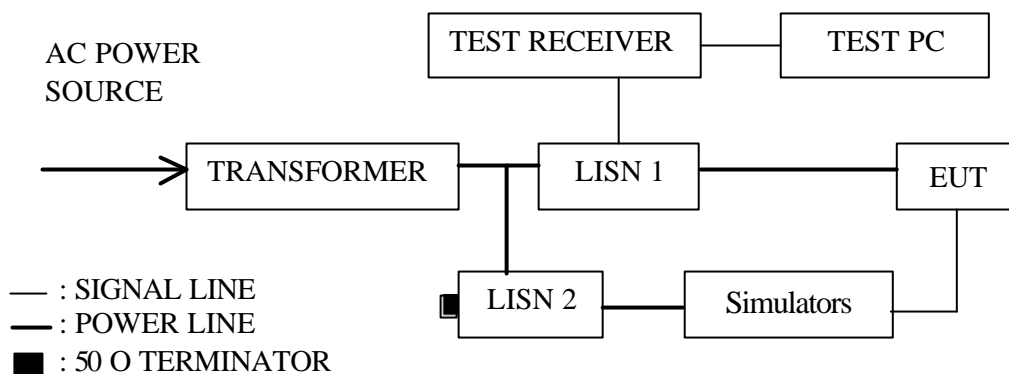 TEST RECEIVER
TEST PC
AC POWER
SOURCE
TRANSFORMER
LISN 1
EUT
LISN 2
Simulators
: SIGNAL LINE
: POWER LINE
: 50 O TERMINATOR